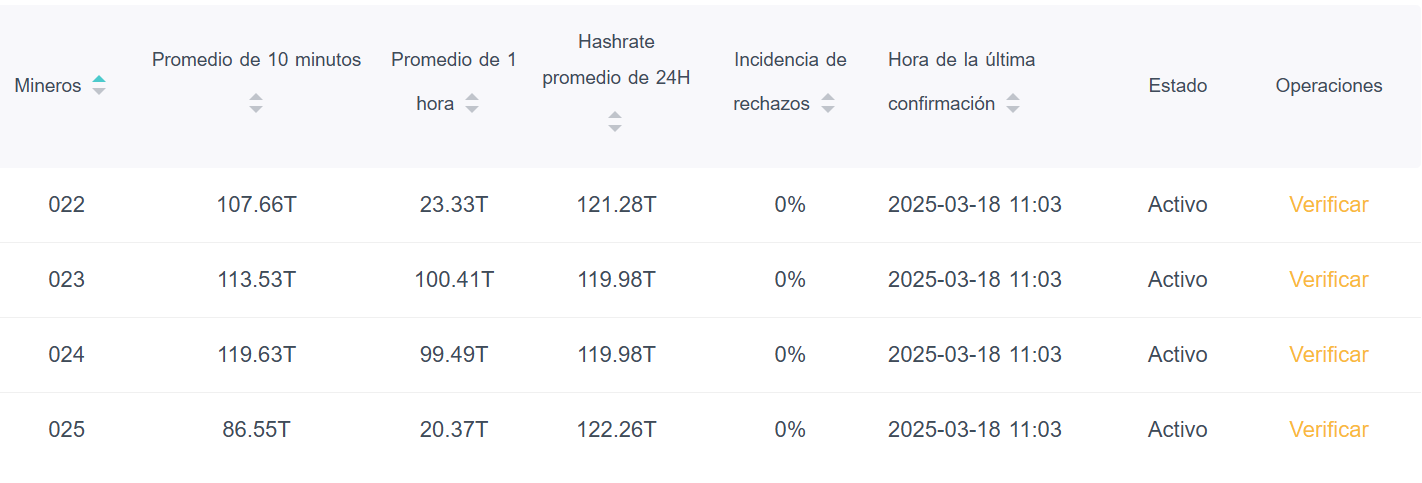 Mineros
Promedio de 10 minutos
Promedio de 1
hora
Hashrate
promedio de 24H
Incidencia de
rechazos
Hora de la última
confirmación
Estado
Operaciones
022 107.66T 23.33T 121.28T 0% 2025-03-18 11:03 Activo Verificar
023 113.53T 100.41T 119.98T 0% 2025-03-18 11:03 Activo Verificar
024 119.63T 99.49T 119.98T 0% 2025-03-18 11:03 Activo Verificar
025 86.55T 20.37T 122.26T 0% 2025-03-18 11:03 Activo Verificar